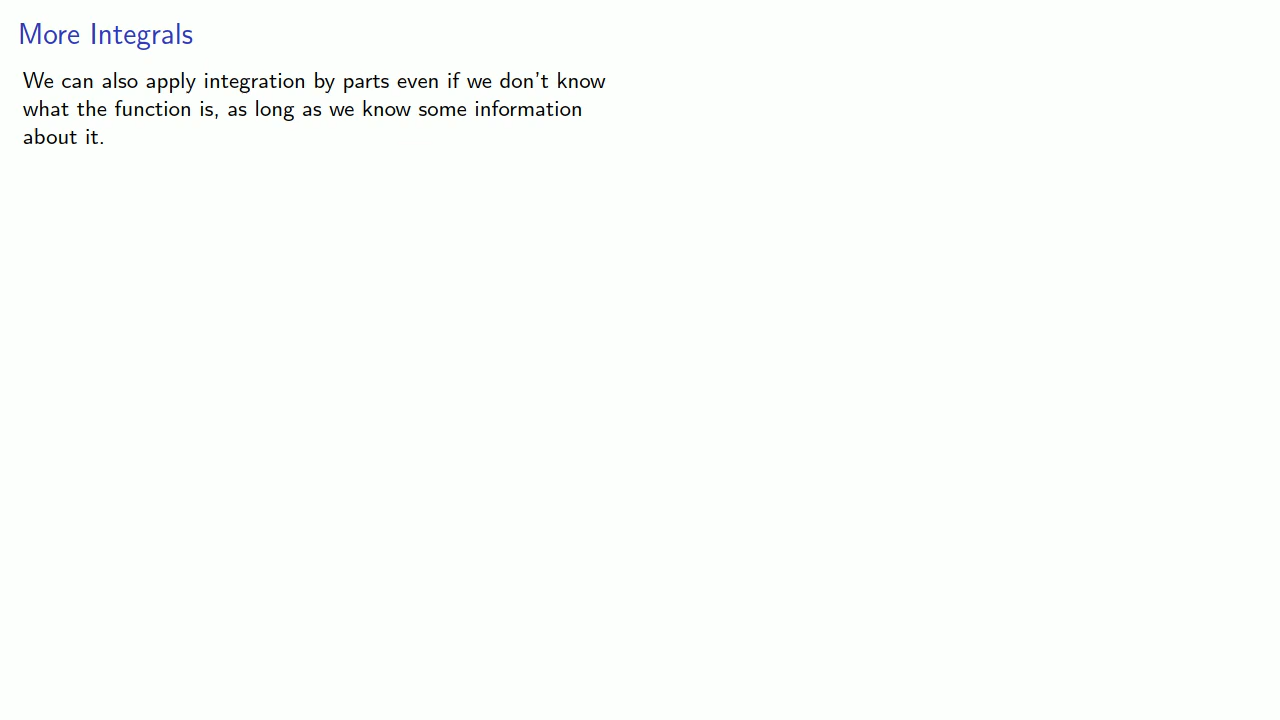 More Integrals
We can also apply integration by parts even if we don't know
what the function is, as long as we know some information
about it.